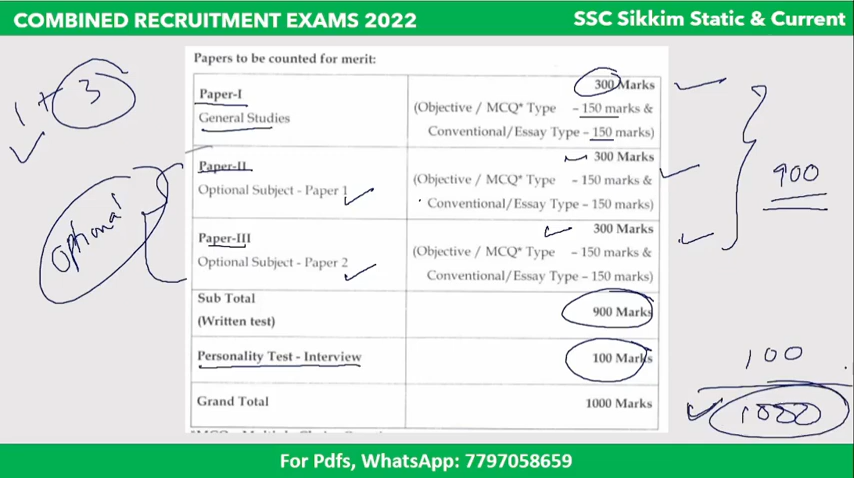 COMBINED RECRUITMENT EXAMS 2022
SSC Sikkim Static & Current
Papers to be counted for merit:
Paper-I
General Studies
300 Marks
(Objective / MCQ* Type - 150 marks &
Conventional/Essay Type - 150 marks)
Paper-II
Optional Subject - Paper 1
300 Marks
(Objective / MCQ* Type - 150 marks &
Conventional/Essay Type - 150 marks)
Paper-III
Optional Subject - Paper 2
300 Marks
(Objective / MCQ* Type - 150 marks &
Conventional/Essay Type - 150 marks)
Sub Total
(Written test)
900 Marks
Personality Test - Interview
100 Marks
Grand Total
1000 Marks
1 + 3
Optional
900
100
1000
For Pdfs, WhatsApp: 7797058659